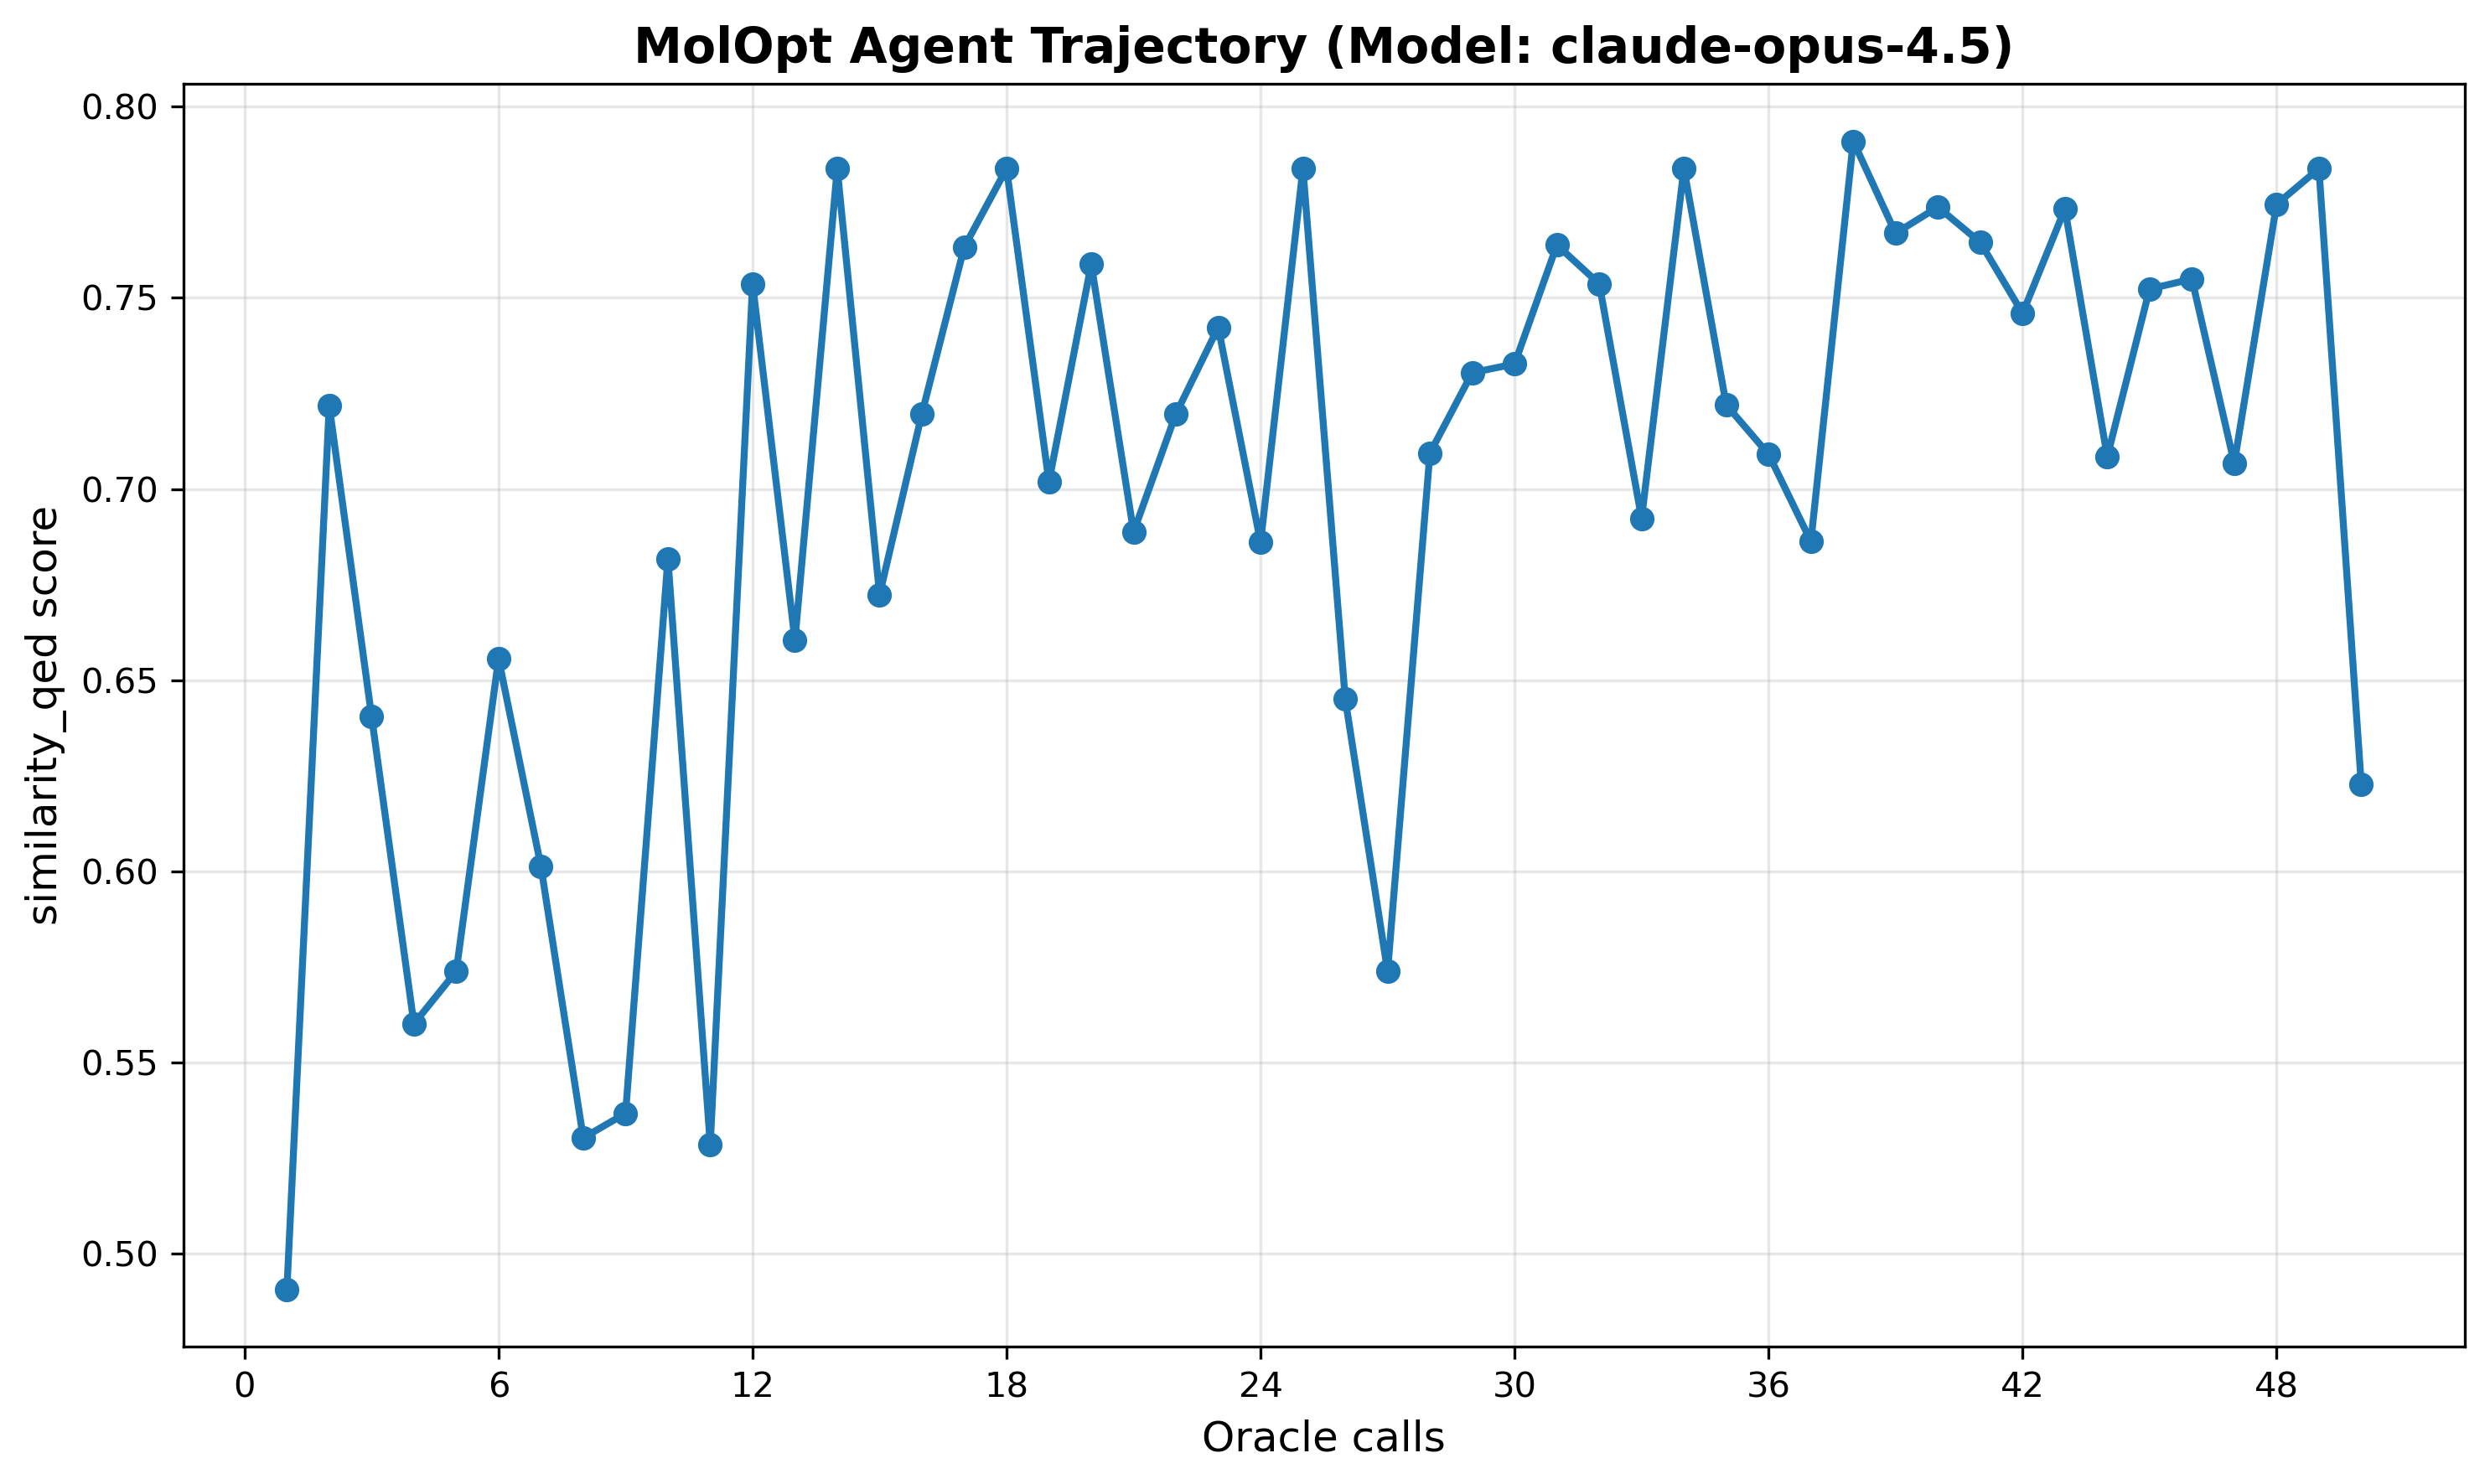 MolOpt Agent Trajectory (Model: claude-opus-4.5)
0.80
0.75
0.70
0.65
0.60
0.55
0.50
similarity_qed score
0 6 12 18 24 30 36 42 48
Oracle calls